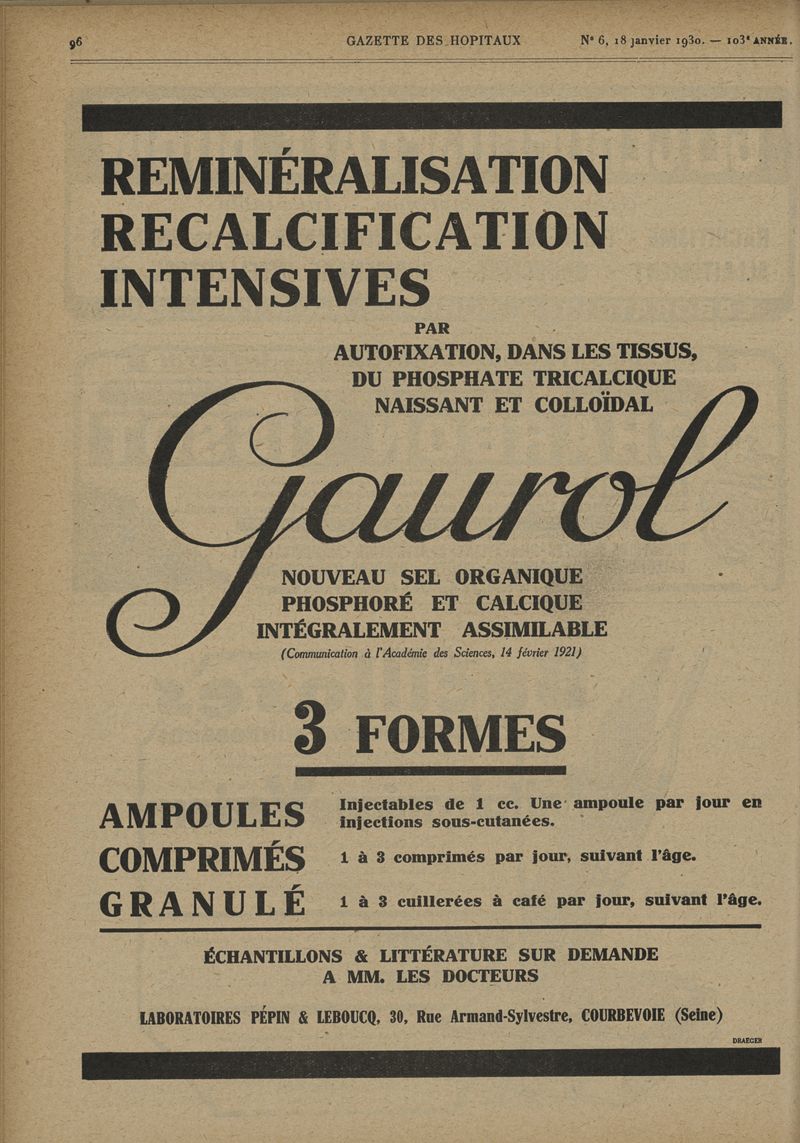 96
GAZETTE DES HOPITAUX
N° 6, 18 janvier 1930. — 103e ANNÉE.
REMINÉRALISATION
RECALCIFICATION
INTENSIVES
PAR
AUTOFIXATION, DANS LES TISSUS,
DU PHOSPHATE TRICALCIQUE
NAISSANT ET COLLOÏDAL
Gaurol
NOUVEAU SEL ORGANIQUE
PHOSPHORÉ ET CALCIQUE
INTÉGRALEMENT ASSIMILABLE
(Communication à l'Académie des Sciences, 14 février 1921)
3 FORMES
AMPOULES
Injectables de 1 cc. Une ampoule par jour en
injections sous-cutanées.
COMPRIMÉS
1 à 3 comprimés par jour, suivant l'âge.
GRANULÉ
1 à 3 cuillerées à café par jour, suivant l'âge.
ÉCHANTILLONS & LITTÉRATURE SUR DEMANDE
A MM. LES DOCTEURS
LABORATOIRES PÉPIN & LEBOUCQ, 30, Rue Armand-Sylvestre, COURBEVOIE (Seine)
DRAEGER